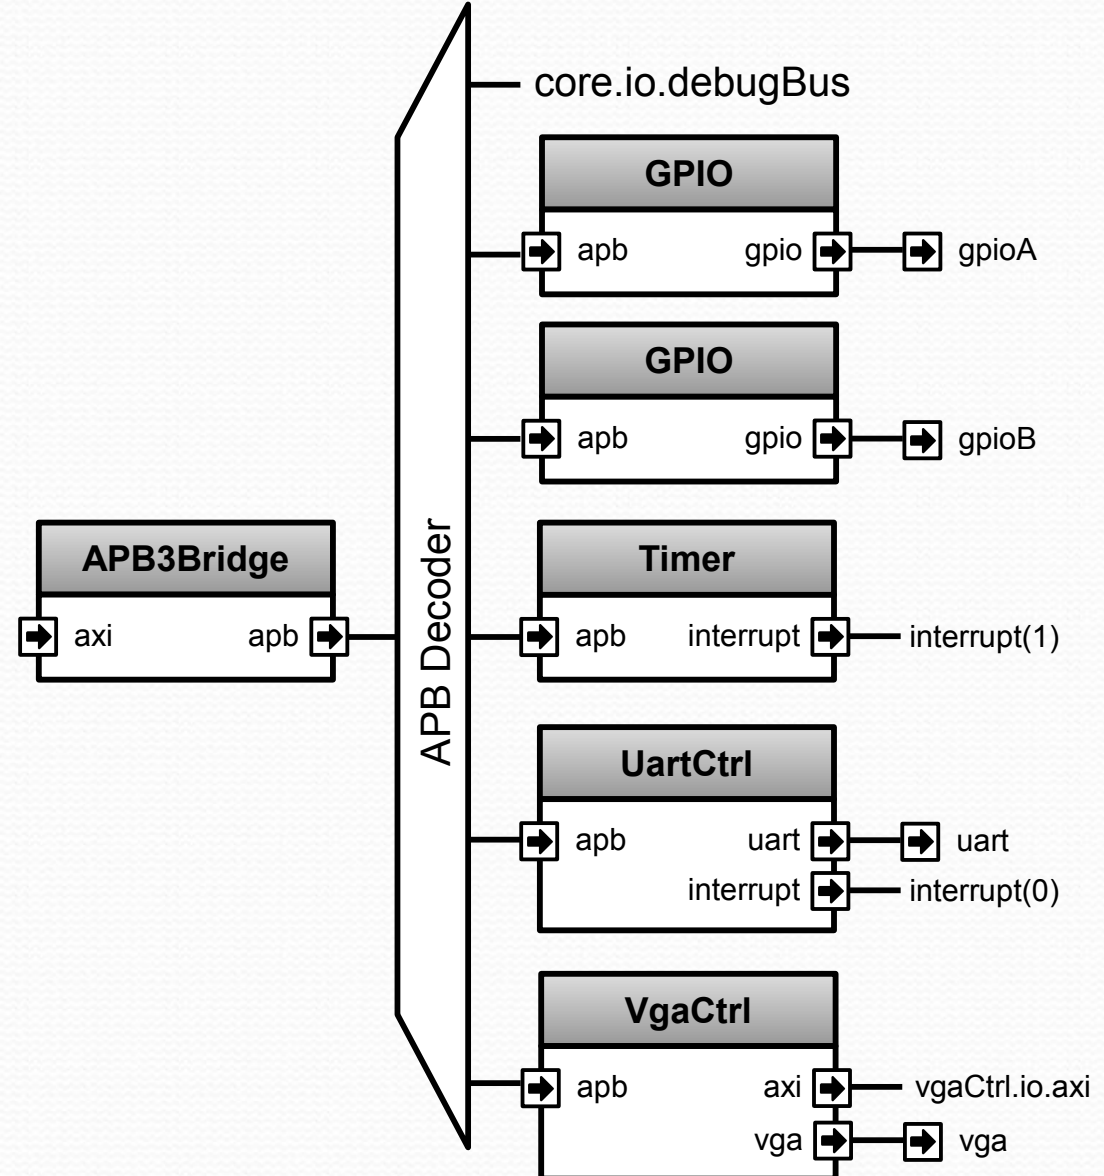 core.io.debugBus
GPIO
apb gpio gpioA
GPIO
apb gpio gpioB
APB3Bridge
axi apb
APB Decoder
Timer
apb interrupt interrupt(1)
UartCtrl
apb uart uart
interrupt interrupt(0)
VgaCtrl
apb axi vgaCtrl.io.axi
vga vga